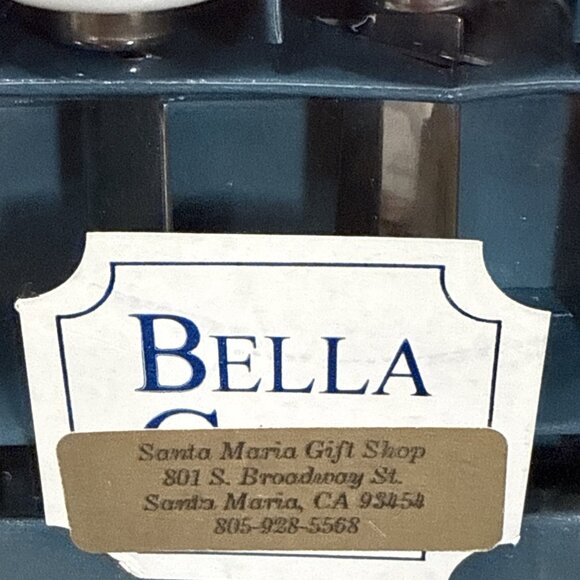 BELLA
Santa Maria Gift Shop
801 S. Broadway St.
Santa Maria, CA 93454
805-928-5568